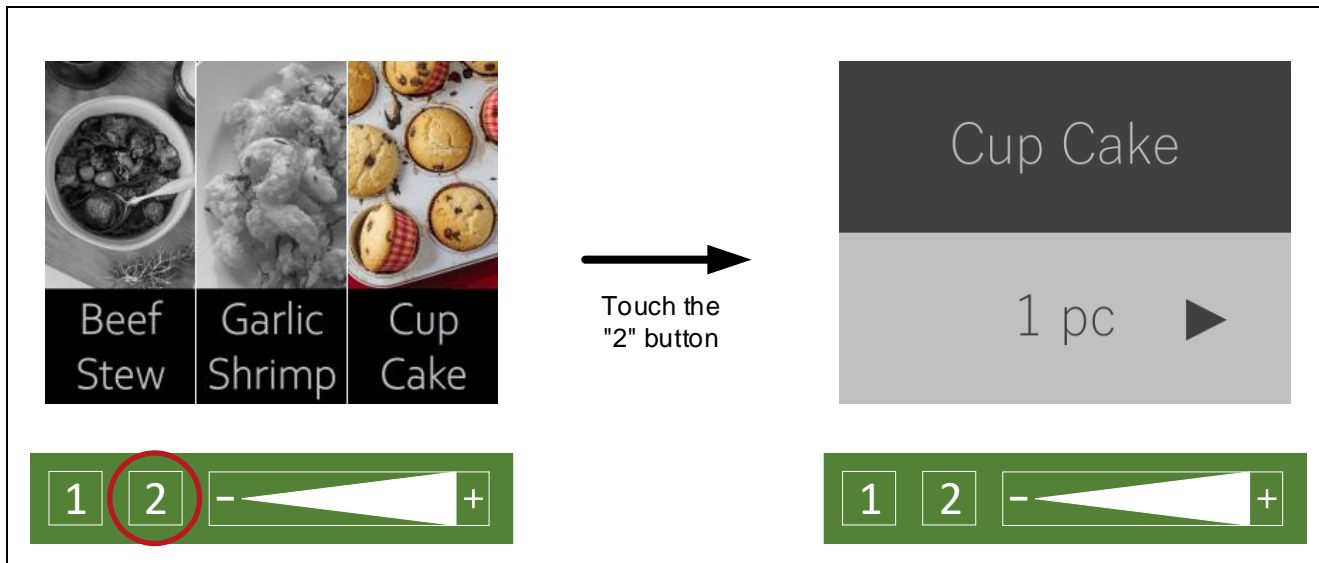 Beef
Stew
Garlic
Shrimp
Cup
Cake
1 2 - +
Touch the
"2" button
Cup Cake
1 pc ▶
1 2 - +